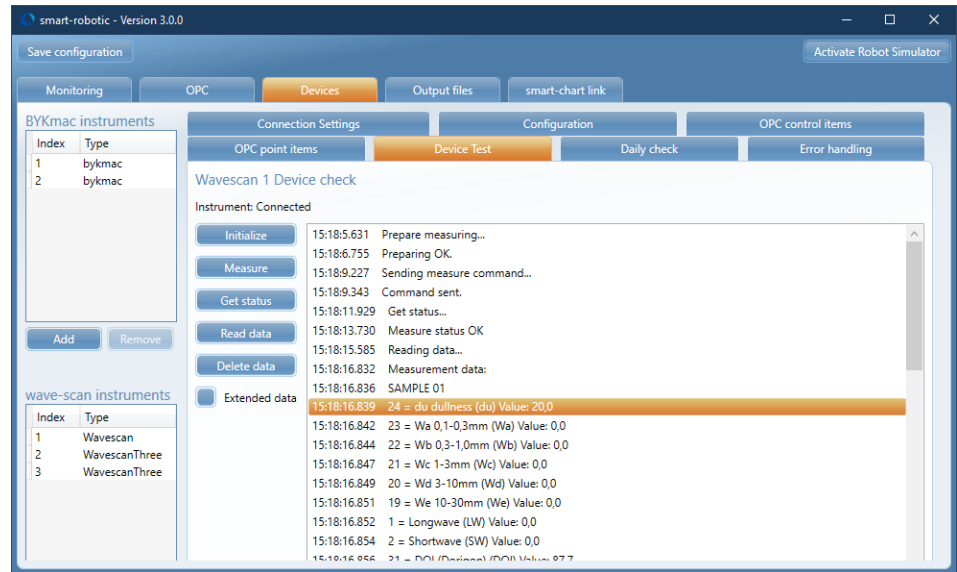 smart-robotic - Version 3.0.0
Save configuration
Activate Robot Simulator
Monitoring
OPC
Devices
Output files
smart-chart link
BYKmac instruments
Index Type
1 bykmac
2 bykmac
Add
Remove
wave-scan instruments
Index Type
1 Wavescan
2 WavescanThree
3 WavescanThree
Connection Settings
Configuration
OPC control items
OPC point items
Device Test
Daily check
Error handling
Wavescan 1 Device check
Instrument: Connected
Initialize
Measure
Get status
Read data
Delete data
Extended data
15:18:5.631 Prepare measuring...
15:18:6.755 Preparing OK.
15:18:9.227 Sending measure command...
15:18:9.343 Command sent.
15:18:11.929 Get status...
15:18:13.730 Measure status OK
15:18:15.585 Reading data...
15:18:16.832 Measurement data:
15:18:16.836 SAMPLE 01
15:18:16.839 24 = du dullness (du) Value: 20,0
15:18:16.842 23 = Wa 0,1-0,3mm (Wa) Value: 0,0
15:18:16.844 22 = Wb 0,3-1,0mm (Wb) Value: 0,0
15:18:16.847 21 = Wc 1-3mm (Wc) Value: 0,0
15:18:16.849 20 = Wd 3-10mm (Wd) Value: 0,0
15:18:16.851 19 = We 10-30mm (We) Value: 0,0
15:18:16.852 1 = Longwave (LW) Value: 0,0
15:18:16.854 2 = Shortwave (SW) Value: 0,0
15:18:16.856 31 = DOI (Dorigon) (DOI) Value: 87,7